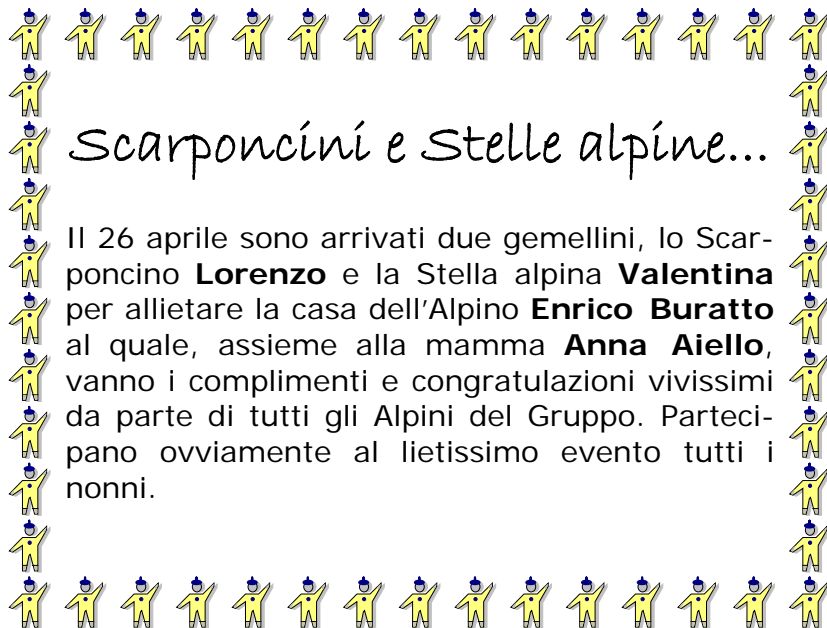 Scarponcini e Stelle alpine...
Il 26 aprile sono arrivati due gemellini, lo Scar-
poncino Lorenzo e la Stella alpina Valentina
per allietare la casa dell'Alpino Enrico Buratto
al quale, assieme alla mamma Anna Aiello,
vanno i complimenti e congratulazioni vivissimi
da parte di tutti gli Alpini del Gruppo. Parteci-
pano ovviamente al lietissimo evento tutti i
nonni.